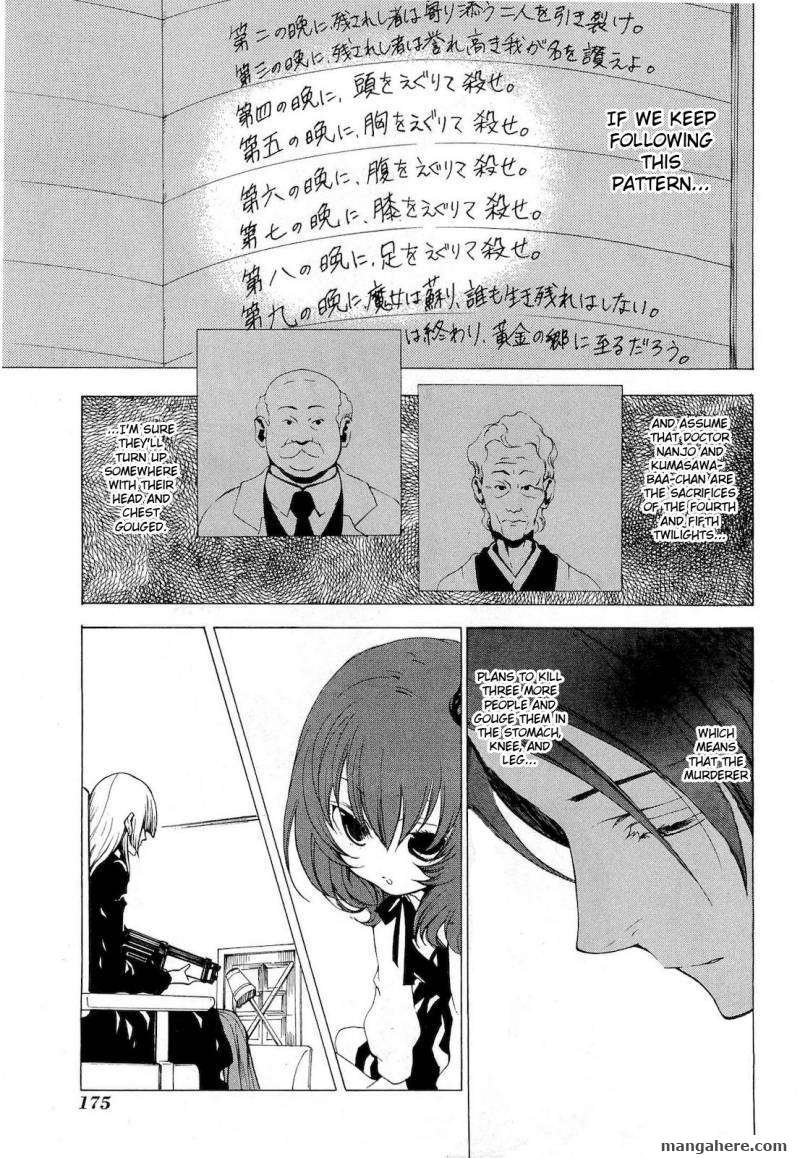 第二の晩に、残されし者は寄り添う二人を引き裂け。
第三の晩に、残されし者は誉れ高き我が名を讃えよ。
第四の晩に、頭をえぐりて殺せ。
第五の晩に、胸をえぐりて殺せ。
第六の晩に、腹をえぐりて殺せ。
第七の晩に、膝をえぐりて殺せ。
第八の晩に、足をえぐりて殺せ。
第九の晩に魔女は蘇り、誰も生き残れはしない。
は終わり、黄金の郷に至るだろう。
IF WE KEEP
FOLLOWING
THIS
PATTERN...
AND ASSUME
THAT DOCTOR
NANJO AND
KUMASAWA-
BAA-CHAN ARE
THE SACRIFICES
OF THE FOURTH
AND FIFTH
TWILIGHTS...
...I'M SURE
THEY'LL
TURN UP
SOMEWHERE
WITH THEIR
HEAD AND
CHEST
GOUGED.
WHICH
MEANS
THAT THE
MURDERER
PLANS TO KILL
THREE MORE
PEOPLE AND
GOUGE THEM IN
THE STOMACH,
KNEE, AND
LEG...
175
mangahere.com